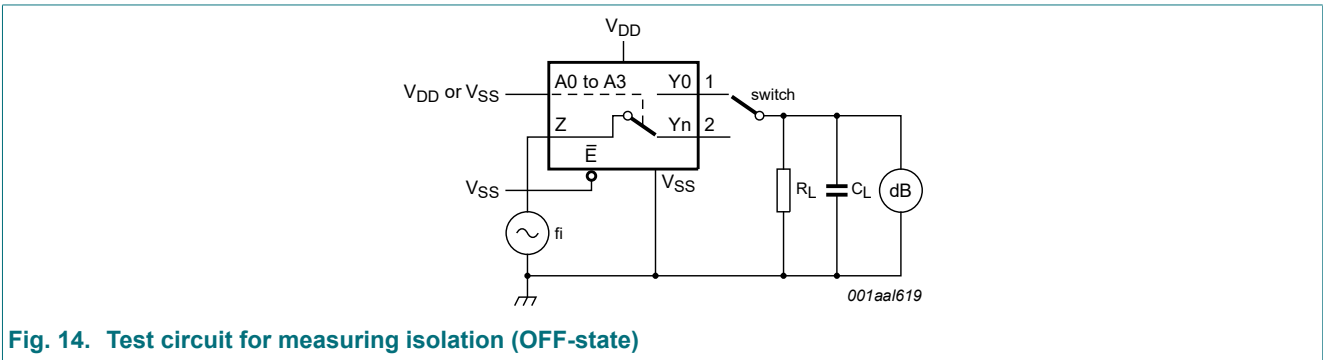 VDD
VDD or VSS
A0 to A3
Y0
1
switch
Z
Yn
2
E̅
VSS
VSS
RL
CL
dB
fi
001aal619
Fig. 14. Test circuit for measuring isolation (OFF-state)